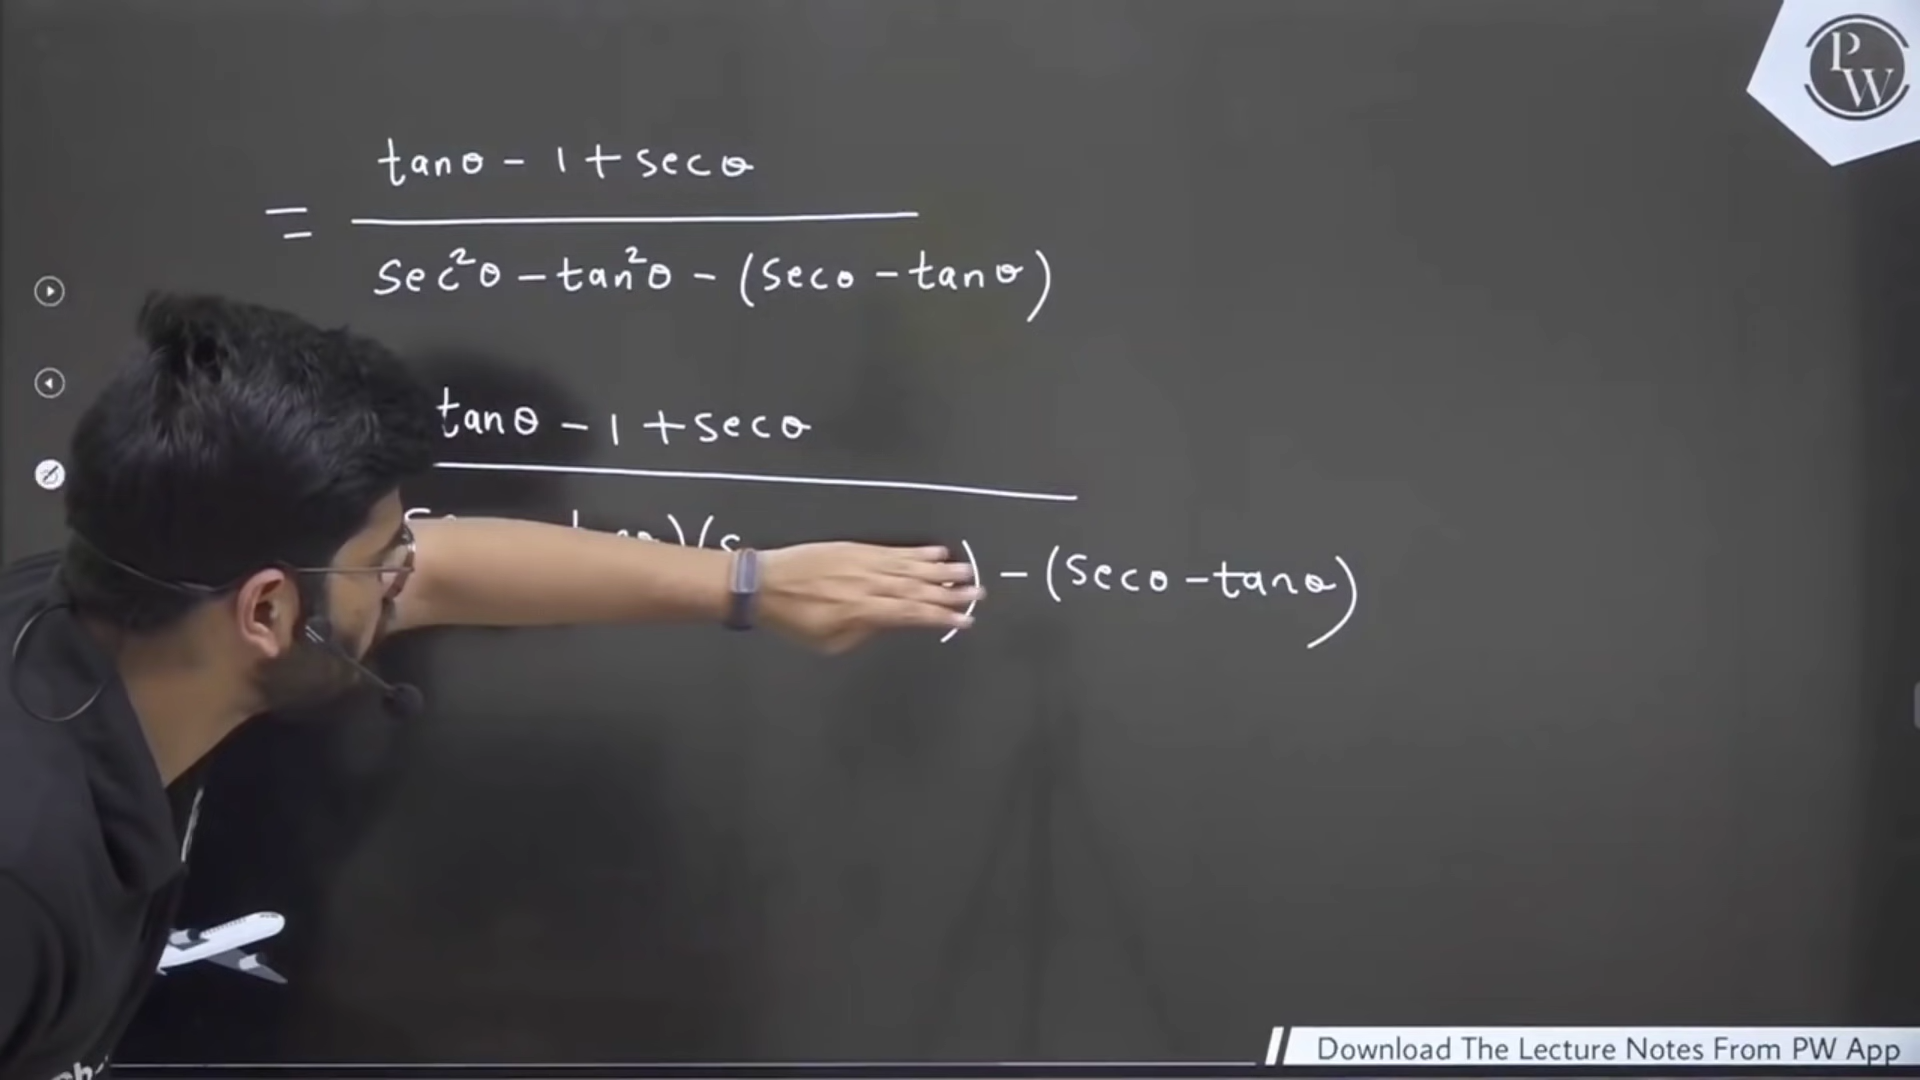 PW
tanθ - 1 + secθ
=
sec²θ - tan²θ - (secθ - tanθ)
tanθ - 1 + secθ
) - (secθ - tanθ)
Download The Lecture Notes From PW App